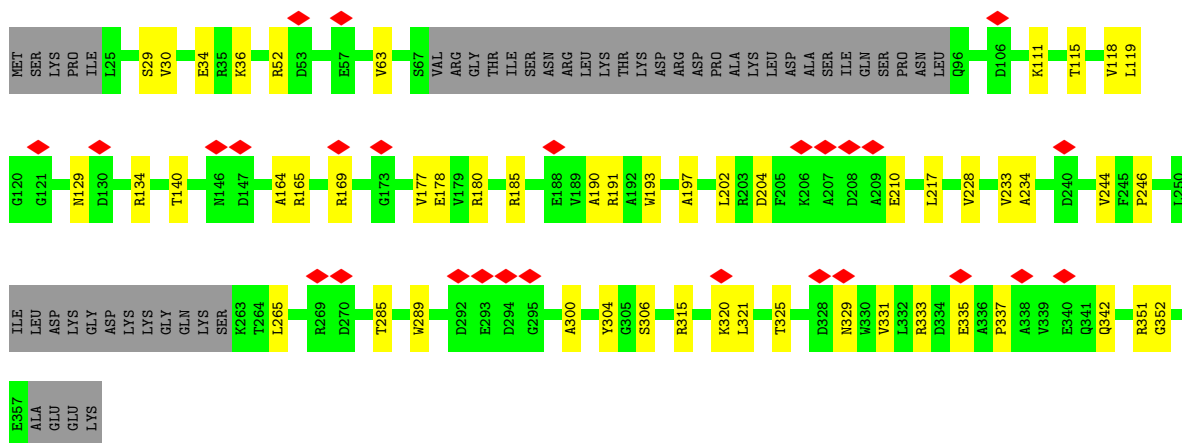 MET SER LYS PRO ILE L25 S29 V30 E34 R35 K36 R52 D53 E57 V63 S67 VAL ARG GLY THR ILE SER ASN ARG LEU LYS THR LYS ASP ARG ASP PRO ALA LYS LEU ASP ALA SER ILE GLN SER PRO ASN LEU Q96 D106 K111 T115 V118 L119
G120 G121 N129 D130 R134 T140 N146 D147 A164 R165 R169 G173 V177 E178 V179 R180 R185 E188 V189 A190 R191 A192 W193 A197 L202 R203 D204 F205 K206 A207 D208 A209 E210 L217 V228 V233 A234 D240 V244 F245 P246 L250
ILE LEU ASP LYS GLY ASP LYS LYS GLY GLN LYS SER K263 T264 L265 R269 D270 T285 W289 D292 E293 D294 G295 A300 Y304 G305 S306 R315 K320 L321 T325 D328 N329 W330 V331 L332 R333 D334 E335 A336 P337 A338 V339 E340 Q341 Q342 R351 G352
E357 ALA GLU GLU LYS